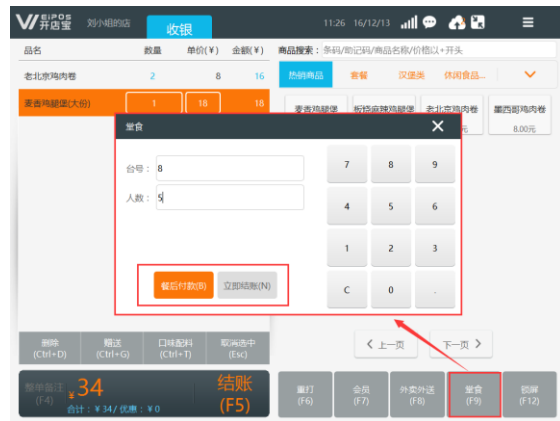 EIPOS
开店宝 刘小姐的店 收银 11:26 16/12/13
品名 数量 单价(¥) 金额(¥) 商品搜索：条码/助记码/商品名称/价格以+开头
老北京鸡肉卷 2 8 16 热销商品 套餐 汉堡类 休闲食品...
麦香鸡腿堡(大份) 1 18 18 麦香鸡腿堡 板烧麻辣鸡腿堡 老北京鸡肉卷 墨西哥鸡肉卷
元 8.00元
堂食
台号：8
人数：5
7 8 9
4 5 6
1 2 3
C 0 .
餐后付款(B) 立即结账(N)
删除 赠送 口味配料 取消选中
(Ctrl+D) (Ctrl+G) (Ctrl+T) (Esc)
上一页 下一页
整单备注 ¥34 结账
(F4) 合计：¥34/优惠：¥0 (F5)
重打 会员 外卖外送 堂食 锁屏
(F6) (F7) (F8) (F9) (F12)